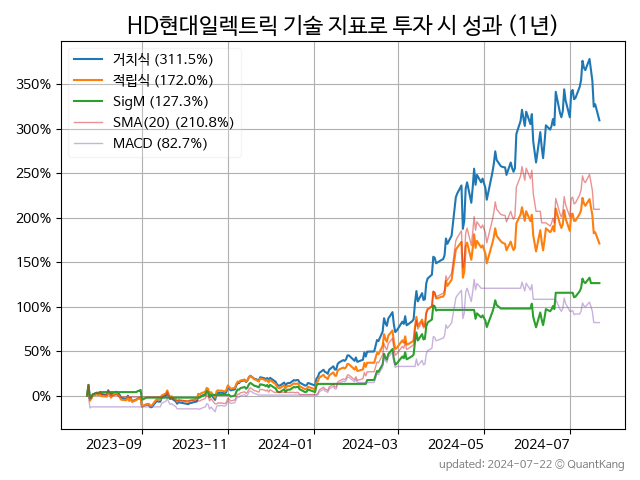 HD현대일렉트릭 기술 지표로 투자 시 성과 (1년)
거치식 (311.5%)
적립식 (172.0%)
SigM (127.3%)
SMA(20) (210.8%)
MACD (82.7%)
350%
300%
250%
200%
150%
100%
50%
0%
2023-09 2023-11 2024-01 2024-03 2024-05 2024-07
updated: 2024-07-22 © QuantKang